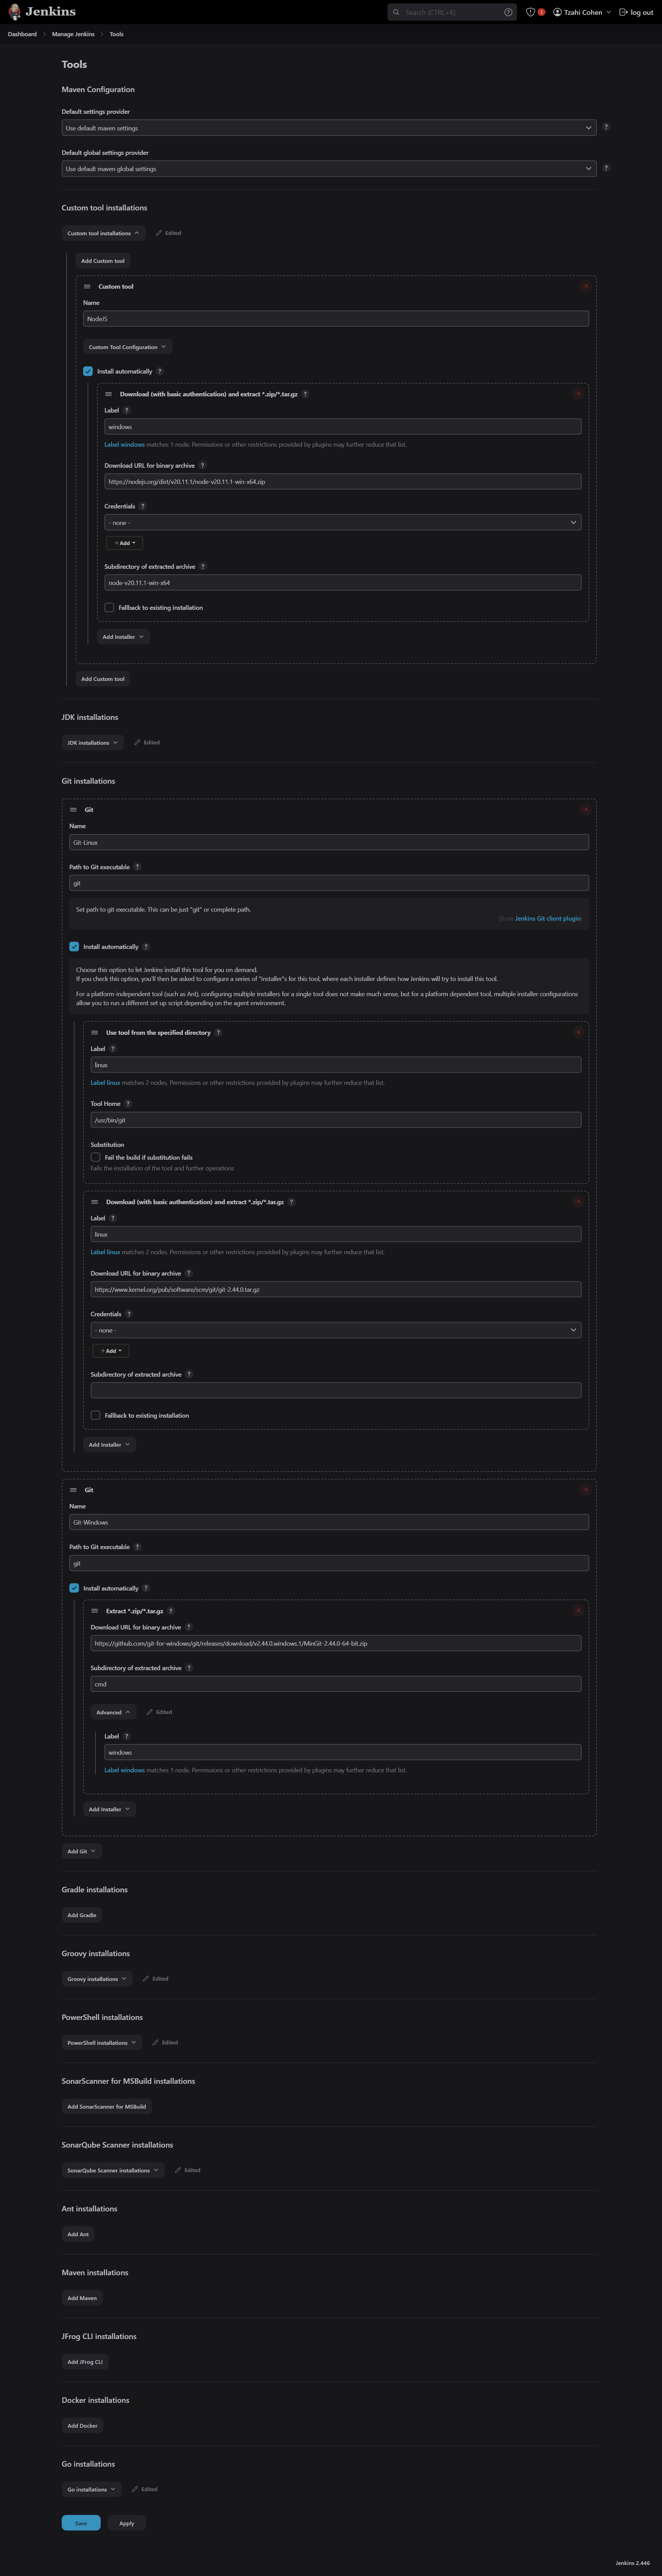 Jenkins
Search (CTRL+K)
1
Tzahi Cohen
log out
Dashboard
Manage Jenkins
Tools
Tools
Maven Configuration
Default settings provider
Use default maven settings
?
Default global settings provider
Use default maven global settings
?
Custom tool installations
Custom tool installations
Edited
Add Custom tool
Custom tool
Name
NodeJS
Custom Tool Configuration
Install automatically ?
Download (with basic authentication) and extract *.zip/*.tar.gz ?
Label ?
windows
Label windows matches 1 node. Permissions or other restrictions provided by plugins may further reduce that list.
Download URL for binary archive ?
https://nodejs.org/dist/v20.11.1/node-v20.11.1-win-x64.zip
Credentials ?
- none -
+ Add
Subdirectory of extracted archive ?
node-v20.11.1-win-x64
Fallback to existing installation
Add Installer
Add Custom tool
JDK installations
JDK installations
Edited
Git installations
Git
Name
Git-Linux
Path to Git executable ?
git
Set path to git executable. This can be just "git" or complete path.
(from Jenkins Git client plugin)
Install automatically ?
Choose this option to let Jenkins install this tool for you on demand.
If you check this option, you'll then be asked to configure a series of "installer"s for this tool, where each installer defines how Jenkins will try to install this tool.
For a platform-independent tool (such as Ant), configuring multiple installers for a single tool does not make much sense, but for a platform dependent tool, multiple installer configurations
allow you to run a different set up script depending on the agent environment.
Use tool from the specified directory ?
Label ?
linux
Label linux matches 2 nodes. Permissions or other restrictions provided by plugins may further reduce that list.
Tool Home ?
/usr/bin/git
Substitution
Fail the build if substitution fails
Fails the installation of the tool and further operations
Download (with basic authentication) and extract *.zip/*.tar.gz ?
Label ?
linux
Label linux matches 2 nodes. Permissions or other restrictions provided by plugins may further reduce that list.
Download URL for binary archive ?
https://www.kernel.org/pub/software/scm/git/git-2.44.0.tar.gz
Credentials ?
- none -
+ Add
Subdirectory of extracted archive ?
Fallback to existing installation
Add Installer
Git
Name
Git-Windows
Path to Git executable ?
git
Install automatically ?
Extract *.zip/*.tar.gz ?
Download URL for binary archive ?
https://github.com/git-for-windows/git/releases/download/v2.44.0.windows.1/MinGit-2.44.0-64-bit.zip
Subdirectory of extracted archive ?
cmd
Advanced
Edited
Label ?
windows
Label windows matches 1 node. Permissions or other restrictions provided by plugins may further reduce that list.
Add Installer
Add Git
Gradle installations
Add Gradle
Groovy installations
Groovy installations
Edited
PowerShell installations
PowerShell installations
Edited
SonarScanner for MSBuild installations
Add SonarScanner for MSBuild
SonarQube Scanner installations
SonarQube Scanner installations
Edited
Ant installations
Add Ant
Maven installations
Add Maven
JFrog CLI installations
Add JFrog CLI
Docker installations
Add Docker
Go installations
Go installations
Edited
Save
Apply
Jenkins 2.446